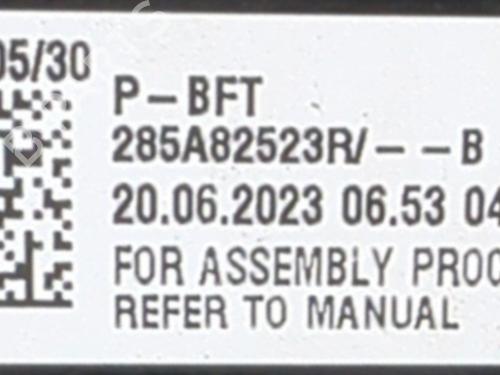 05/30
P-BFT
285A82523R/- -B
20.06.2023 06.53 04
FOR ASSEMBLY PROC
REFER TO MANUAL